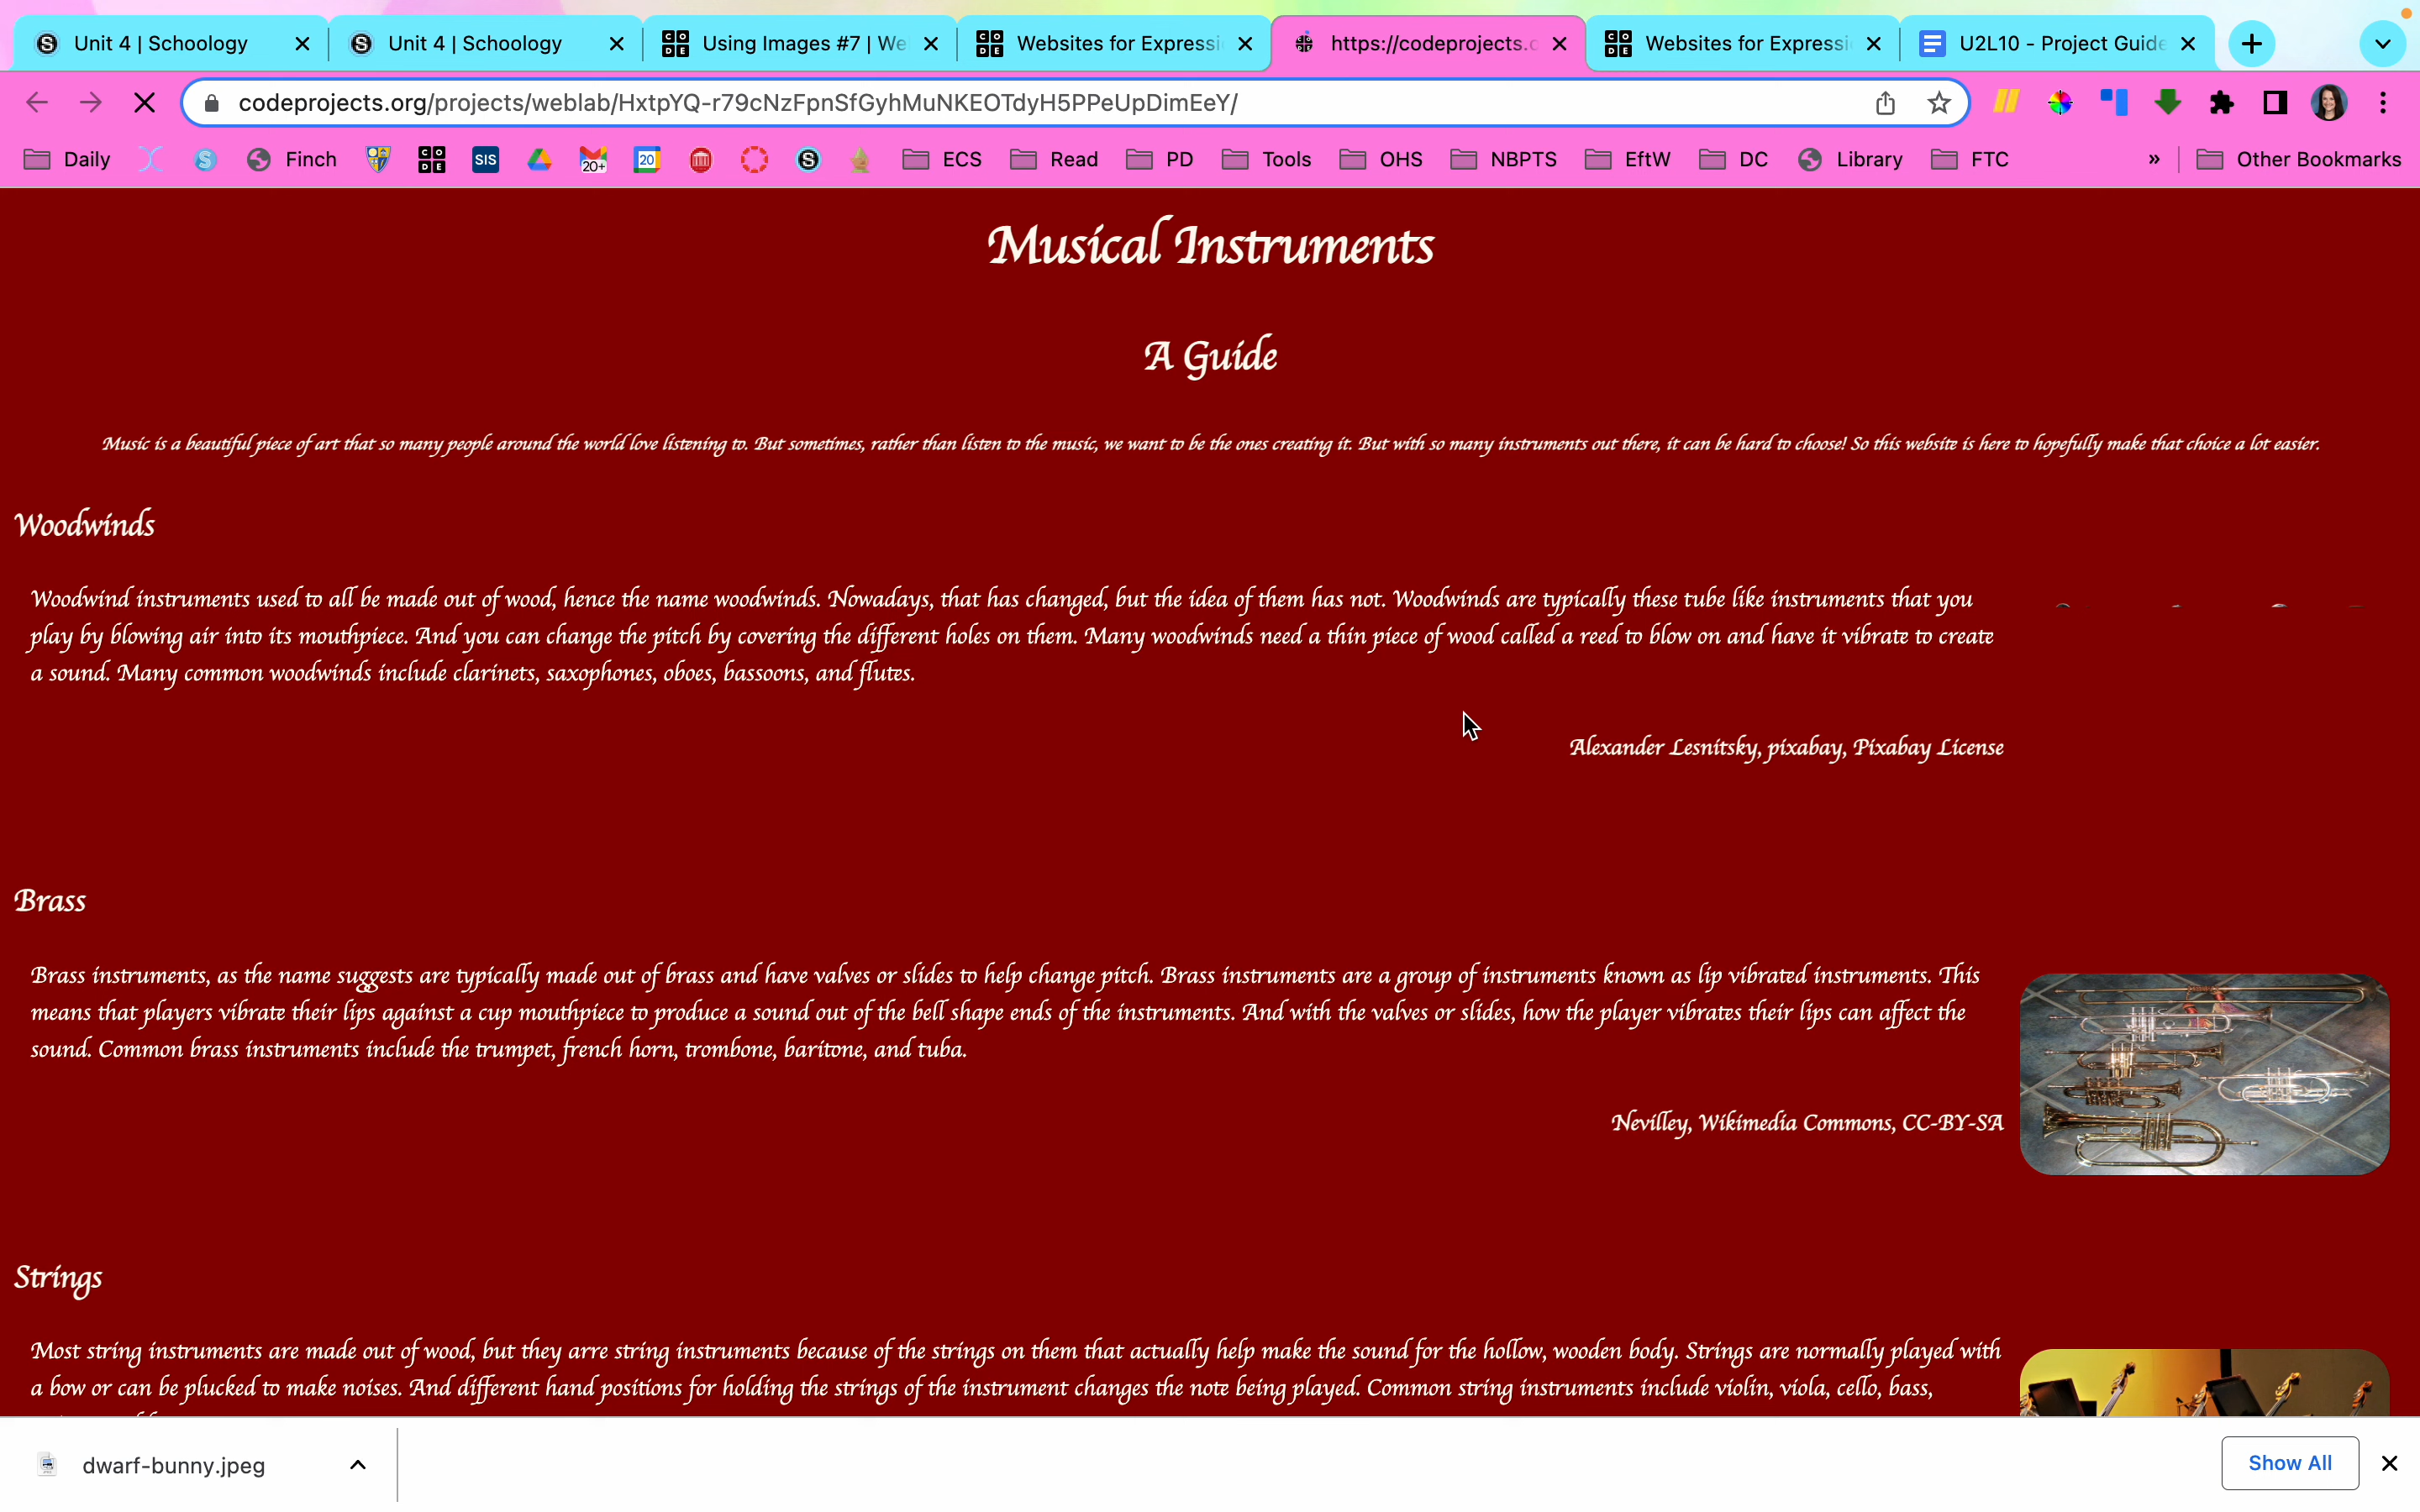 Unit 4 | Schoology
Unit 4 | Schoology
Using Images #7 | We
Websites for Expressi
https://codeprojects.o
Websites for Expressi
U2L10 - Project Guide
codeprojects.org/projects/weblab/HxtpYQ-r79cNzFpnSfGyhMuNKEOTdyH5PPeUpDimEeY/
Daily
Finch
CODE
SIS
20+
20
ECS
Read
PD
Tools
OHS
NBPTS
EftW
DC
Library
FTC
»
Other Bookmarks
Musical Instruments
A Guide
Music is a beautiful piece of art that so many people around the world love listening to. But sometimes, rather than listen to the music, we want to be the ones creating it. But with so many instruments out there, it can be hard to choose! So this website is here to hopefully make that choice a lot easier.
Woodwinds
Woodwind instruments used to all be made out of wood, hence the name woodwinds. Nowadays, that has changed, but the idea of them has not. Woodwinds are typically these tube like instruments that you
play by blowing air into its mouthpiece. And you can change the pitch by covering the different holes on them. Many woodwinds need a thin piece of wood called a reed to blow on and have it vibrate to create
a sound. Many common woodwinds include clarinets, saxophones, oboes, bassoons, and flutes.
Alexander Lesnitsky, pixabay, Pixabay License
Brass
Brass instruments, as the name suggests are typically made out of brass and have valves or slides to help change pitch. Brass instruments are a group of instruments known as lip vibrated instruments. This
means that players vibrate their lips against a cup mouthpiece to produce a sound out of the bell shape ends of the instruments. And with the valves or slides, how the player vibrates their lips can affect the
sound. Common brass instruments include the trumpet, french horn, trombone, baritone, and tuba.
Nevilley, Wikimedia Commons, CC-BY-SA
Strings
Most string instruments are made out of wood, but they arre string instruments because of the strings on them that actually help make the sound for the hollow, wooden body. Strings are normally played with
a bow or can be plucked to make noises. And different hand positions for holding the strings of the instrument changes the note being played. Common string instruments include violin, viola, cello, bass,
dwarf-bunny.jpeg
Show All